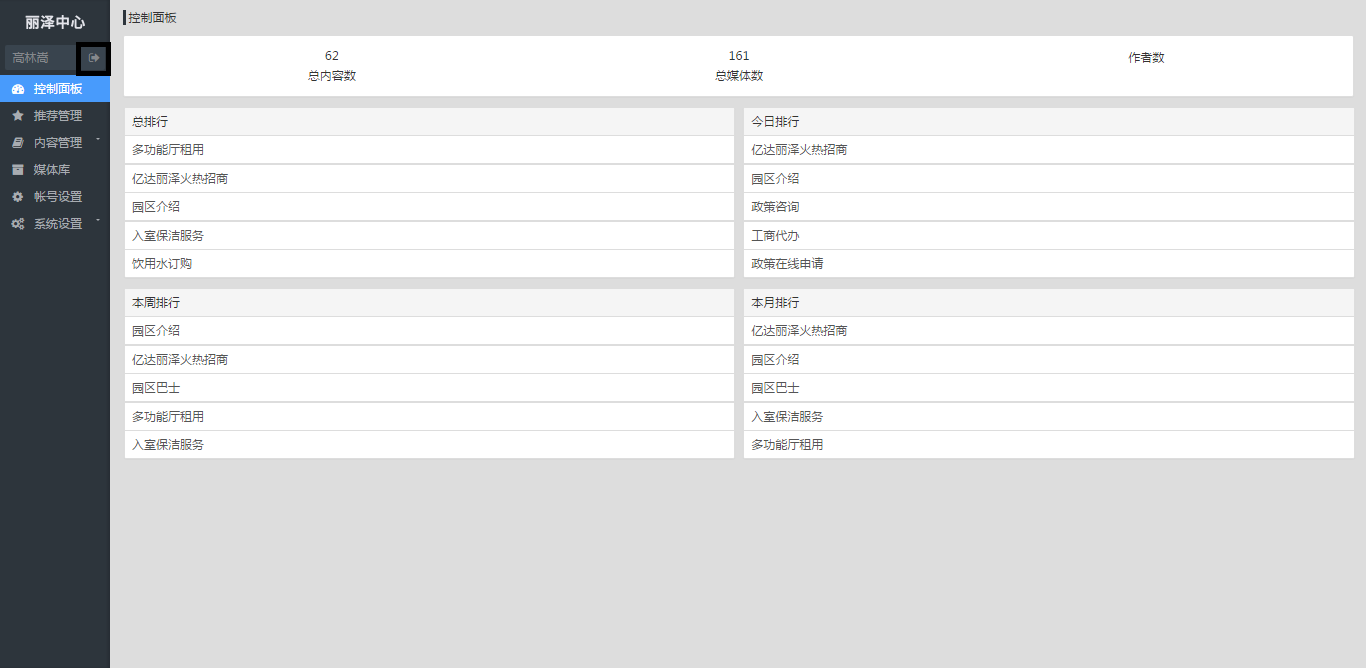 丽泽中心
高林嵩
控制面板
推荐管理
内容管理
媒体库
帐号设置
系统设置
控制面板
62
总内容数
161
总媒体数
作者数
总排行
多功能厅租用
亿达丽泽火热招商
园区介绍
入室保洁服务
饮用水订购
今日排行
亿达丽泽火热招商
园区介绍
政策咨询
工商代办
政策在线申请
本周排行
园区介绍
亿达丽泽火热招商
园区巴士
多功能厅租用
入室保洁服务
本月排行
亿达丽泽火热招商
园区介绍
园区巴士
入室保洁服务
多功能厅租用